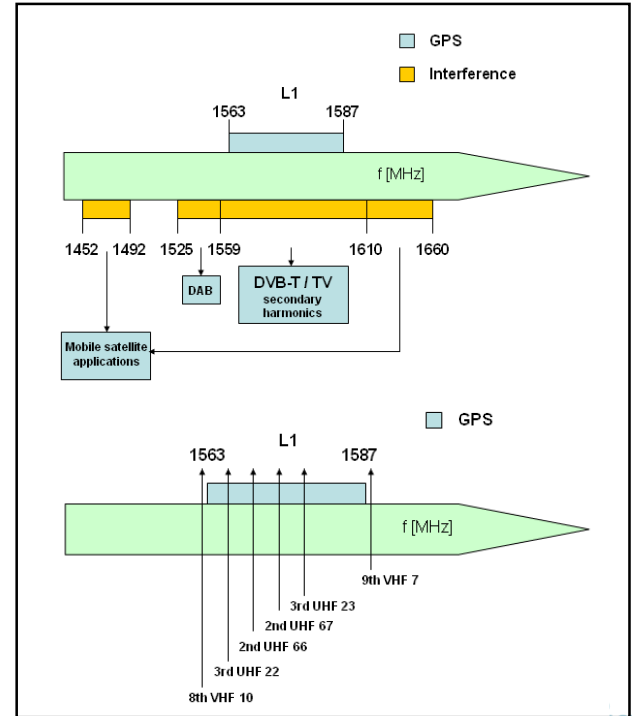 GPS
Interference
L1
1563 1587
f [MHz]
1452 1492 1525 1559 1610 1660
DAB
DVB-T / TV
secondary
harmonics
Mobile satellite
applications
GPS
L1
1563 1587
f [MHz]
9th VHF 7
3rd UHF 23
2nd UHF 67
2nd UHF 66
3rd UHF 22
8th VHF 10